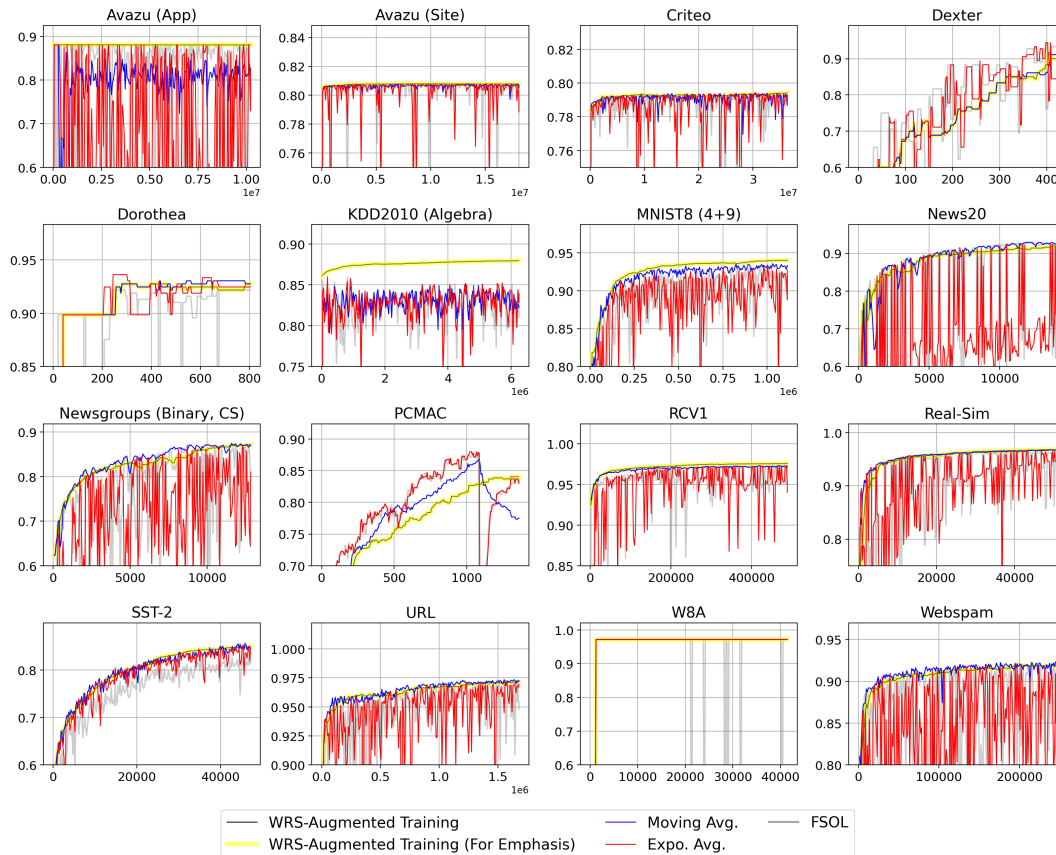 Avazu (App)
0.9
0.8
0.7
0.6
0.00 0.25 0.50 0.75 1.00
1e7
Avazu (Site)
0.84
0.82
0.80
0.78
0.76
0.0 0.5 1.0 1.5
1e7
Criteo
0.82
0.80
0.78
0.76
0 1 2 3
1e7
Dexter
0.9
0.8
0.7
0.6
0 100 200 300 400
Dorothea
0.95
0.90
0.85
0 200 400 600 800
KDD2010 (Algebra)
0.90
0.85
0.80
0.75
0 2 4 6
1e6
MNIST8 (4+9)
0.95
0.90
0.85
0.80
0.00 0.25 0.50 0.75 1.00
1e6
News20
0.9
0.8
0.7
0.6
0 5000 10000
Newsgroups (Binary, CS)
0.9
0.8
0.7
0.6
0 5000 10000
PCMAC
0.90
0.85
0.80
0.75
0.70
0 500 1000
RCV1
1.00
0.95
0.90
0.85
0 200000 400000
Real-Sim
1.0
0.9
0.8
0 20000 40000
SST-2
0.8
0.7
0.6
0 20000 40000
URL
1.000
0.975
0.950
0.925
0.900
0.0 0.5 1.0 1.5
1e6
W8A
1.0
0.9
0.8
0.7
0.6
0 10000 20000 30000 40000
Webspam
0.95
0.90
0.85
0.80
0 100000 200000
WRS-Augmented Training
WRS-Augmented Training (For Emphasis)
Moving Avg.
Expo. Avg.
FSOL